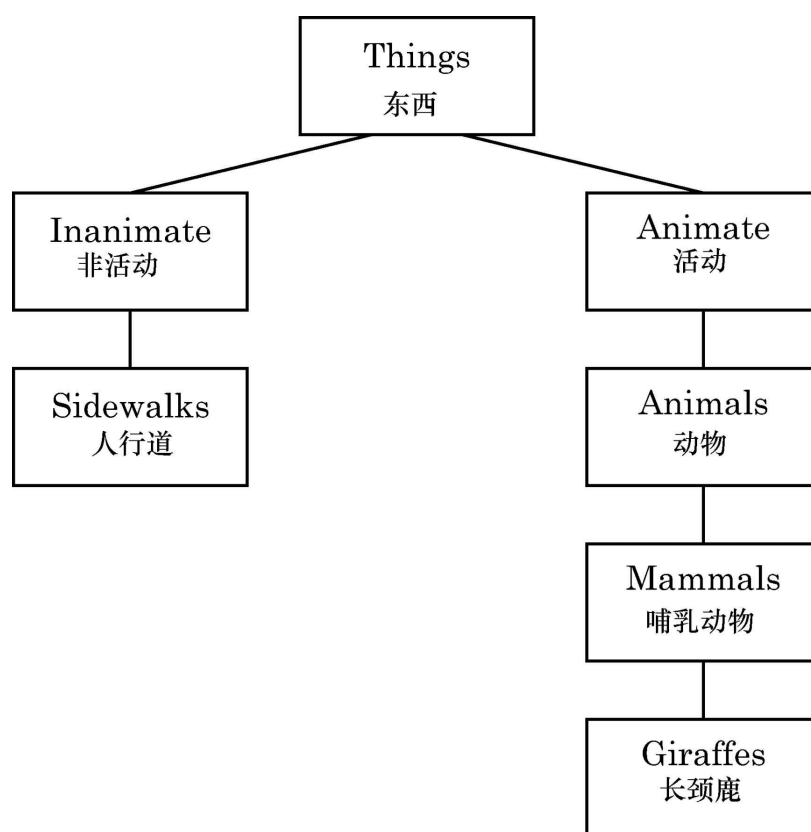 Things
东西
Inanimate
非活动
Animate
活动
Sidewalks
人行道
Animals
动物
Mammals
哺乳动物
Giraffes
长颈鹿